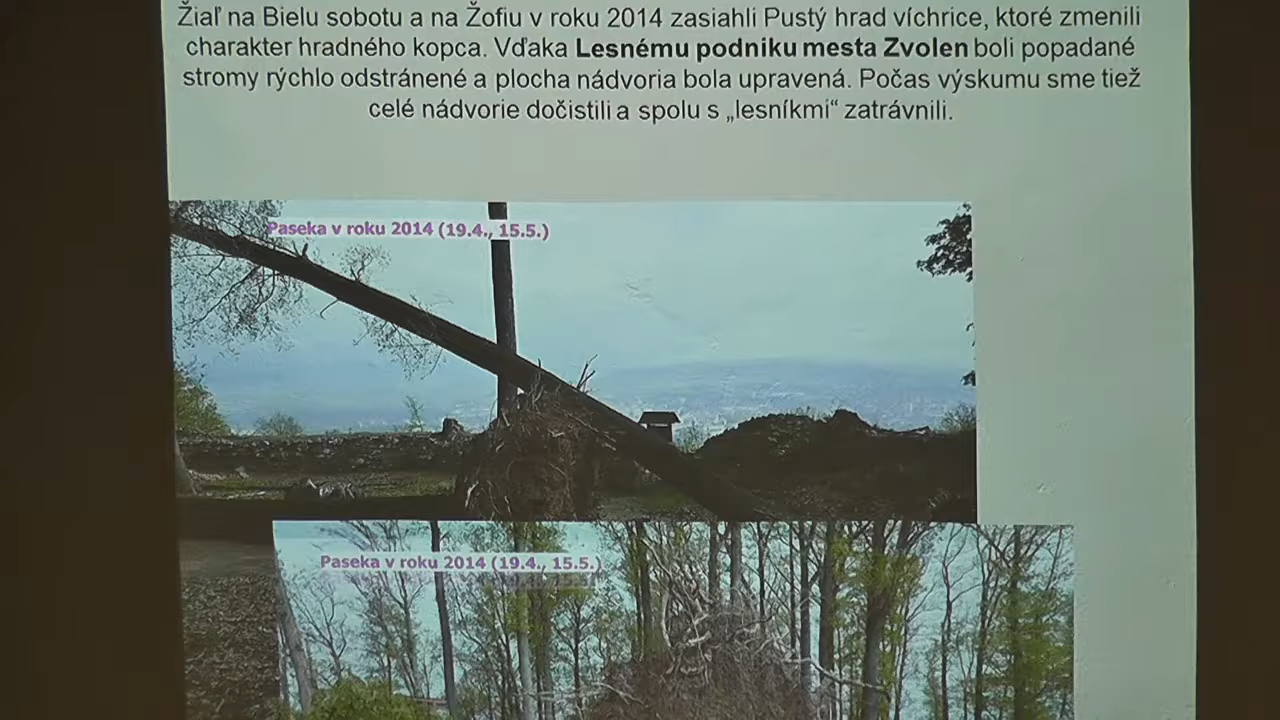 Žiaľ na Bielu sobotu a na Žofiu v roku 2014 zasiahli Pustý hrad víchrice, ktoré zmenili
charakter hradného kopca. Vďaka Lesnému podniku mesta Zvolen boli popadané
stromy rýchlo odstránené a plocha nádvoria bola upravená. Počas výskumu sme tiež
celé nádvorie dočistili a spolu s „lesníkmi“ zatrávnili.
Paseka v roku 2014 (19.4., 15.5.)
Paseka v roku 2014 (19.4., 15.5.)